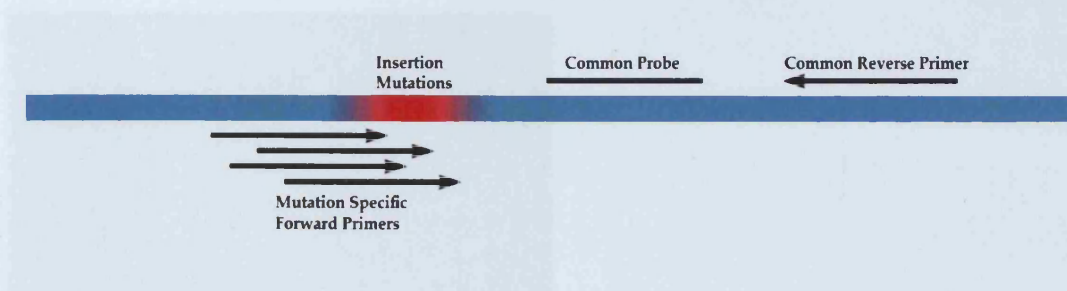 Insertion
Mutations
Common Probe
Common Reverse Primer
Mutation Specific
Forward Primers